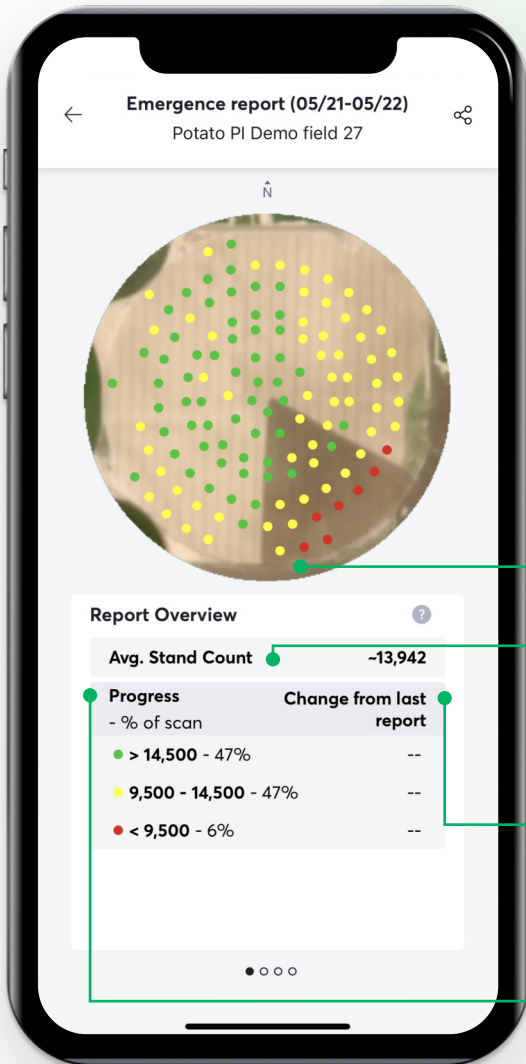 Emergence report (05/21-05/22)
Potato PI Demo field 27
N
Report Overview
?
Avg. Stand Count ~13,942
Progress Change from last
- % of scan report
> 14,500 - 47% --
9,500 - 14,500 - 47% --
< 9,500 - 6% --